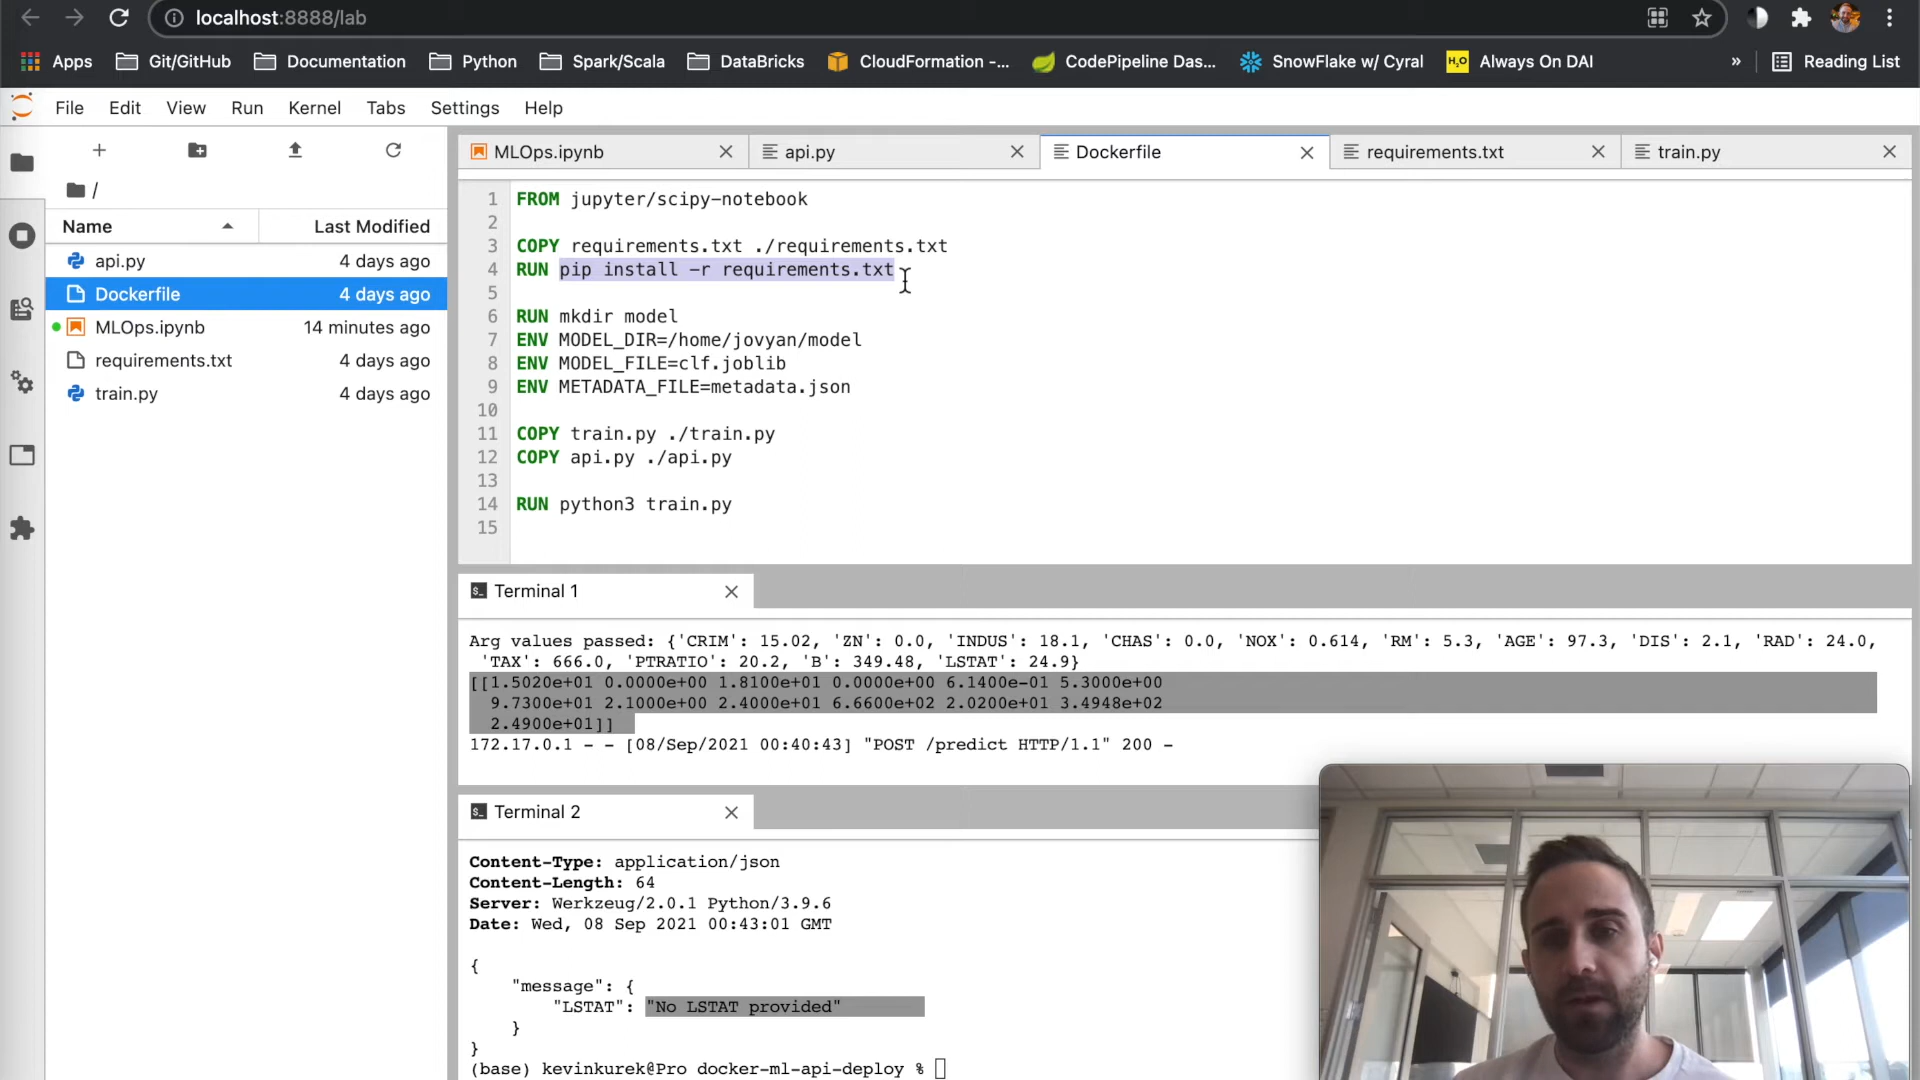 localhost:8888/lab
Apps Git/GitHub Documentation Python Spark/Scala DataBricks CloudFormation -... CodePipeline Das... SnowFlake w/ Cyral H2O Always On DAI » Reading List
File Edit View Run Kernel Tabs Settings Help
MLOps.ipynb api.py Dockerfile requirements.txt train.py
/
Name Last Modified
api.py 4 days ago
Dockerfile 4 days ago
MLOps.ipynb 14 minutes ago
requirements.txt 4 days ago
train.py 4 days ago
1 FROM jupyter/scipy-notebook
2
3 COPY requirements.txt ./requirements.txt
4 RUN pip install -r requirements.txt
5
6 RUN mkdir model
7 ENV MODEL_DIR=/home/jovyan/model
8 ENV MODEL_FILE=clf.joblib
9 ENV METADATA_FILE=metadata.json
10
11 COPY train.py ./train.py
12 COPY api.py ./api.py
13
14 RUN python3 train.py
15
Terminal 1
Arg values passed: {'CRIM': 15.02, 'ZN': 0.0, 'INDUS': 18.1, 'CHAS': 0.0, 'NOX': 0.614, 'RM': 5.3, 'AGE': 97.3, 'DIS': 2.1, 'RAD': 24.0,
'TAX': 666.0, 'PTRATIO': 20.2, 'B': 349.48, 'LSTAT': 24.9}
[[1.5020e+01 0.0000e+00 1.8100e+01 0.0000e+00 6.1400e-01 5.3000e+00
9.7300e+01 2.1000e+00 2.4000e+01 6.6600e+02 2.0200e+01 3.4948e+02
2.4900e+01]]
172.17.0.1 - - [08/Sep/2021 00:40:43] "POST /predict HTTP/1.1" 200 -
Terminal 2
Content-Type: application/json
Content-Length: 64
Server: Werkzeug/2.0.1 Python/3.9.6
Date: Wed, 08 Sep 2021 00:43:01 GMT
{
"message": {
"LSTAT": "No LSTAT provided"
}
}
(base) kevinkurek@Pro docker-ml-api-deploy %